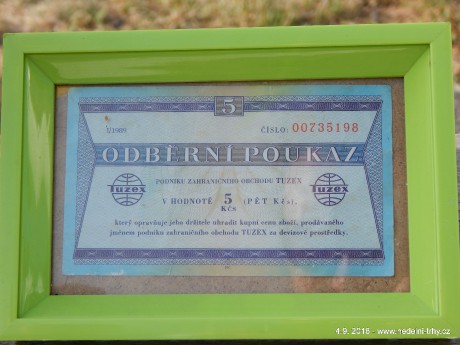 5
I/1989
ČÍSLO: 00735198
ODBĚRNÍ POUKAZ
PODNIKU ZAHRANIČNÍHO OBCHODU TUZEX
Tuzex
V HODNOTĚ 5 Kčs (PĚT Kčs),
Tuzex
který opravňuje jeho držitele uhradit kupní cenu zboží, prodávaného
jménem podniku zahraničního obchodu TUZEX za devizové prostředky.
4.9. 2016 - www.nedelni-trhy.cz